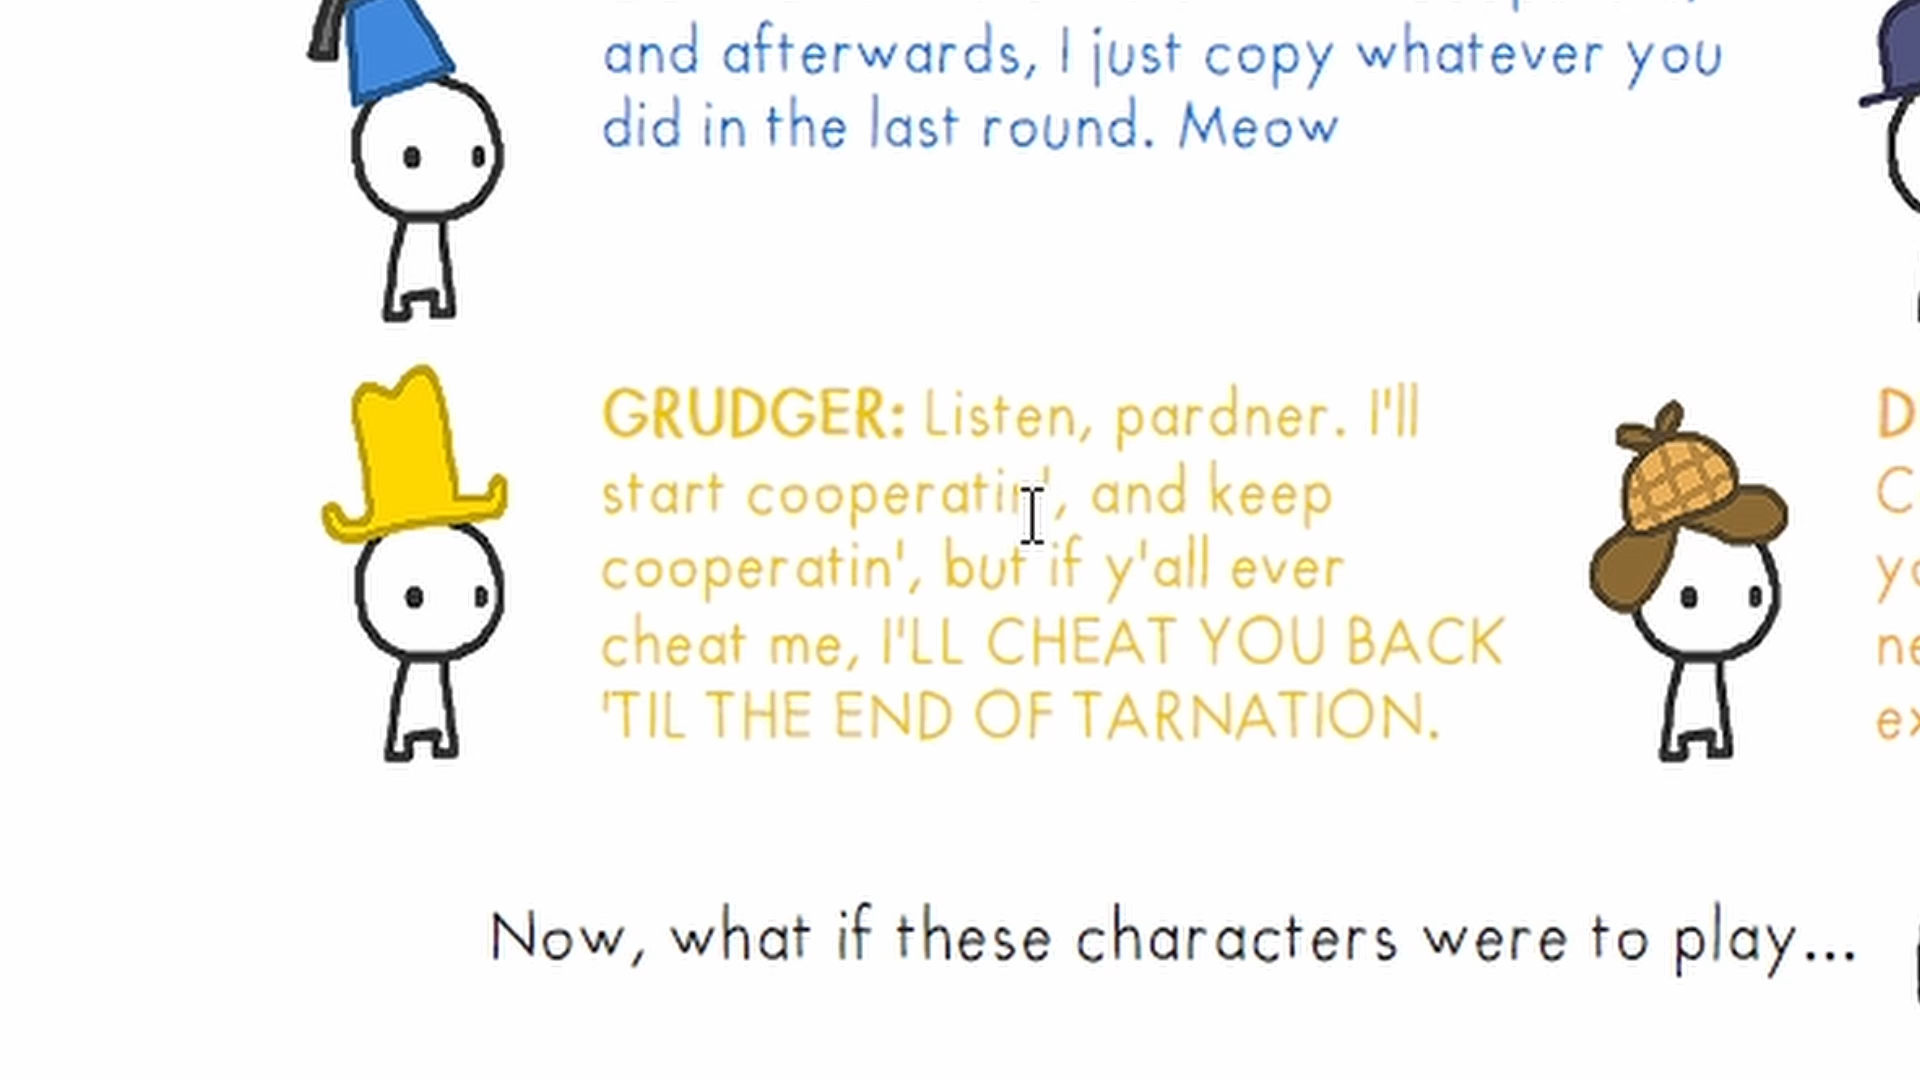 and afterwards, I just copy whatever you
did in the last round. Meow
GRUDGER: Listen, pardner. I'll
start cooperatin', and keep
cooperatin', but if y'all ever
cheat me, I'LL CHEAT YOU BACK
'TIL THE END OF TARNATION.
Now, what if these characters were to play...